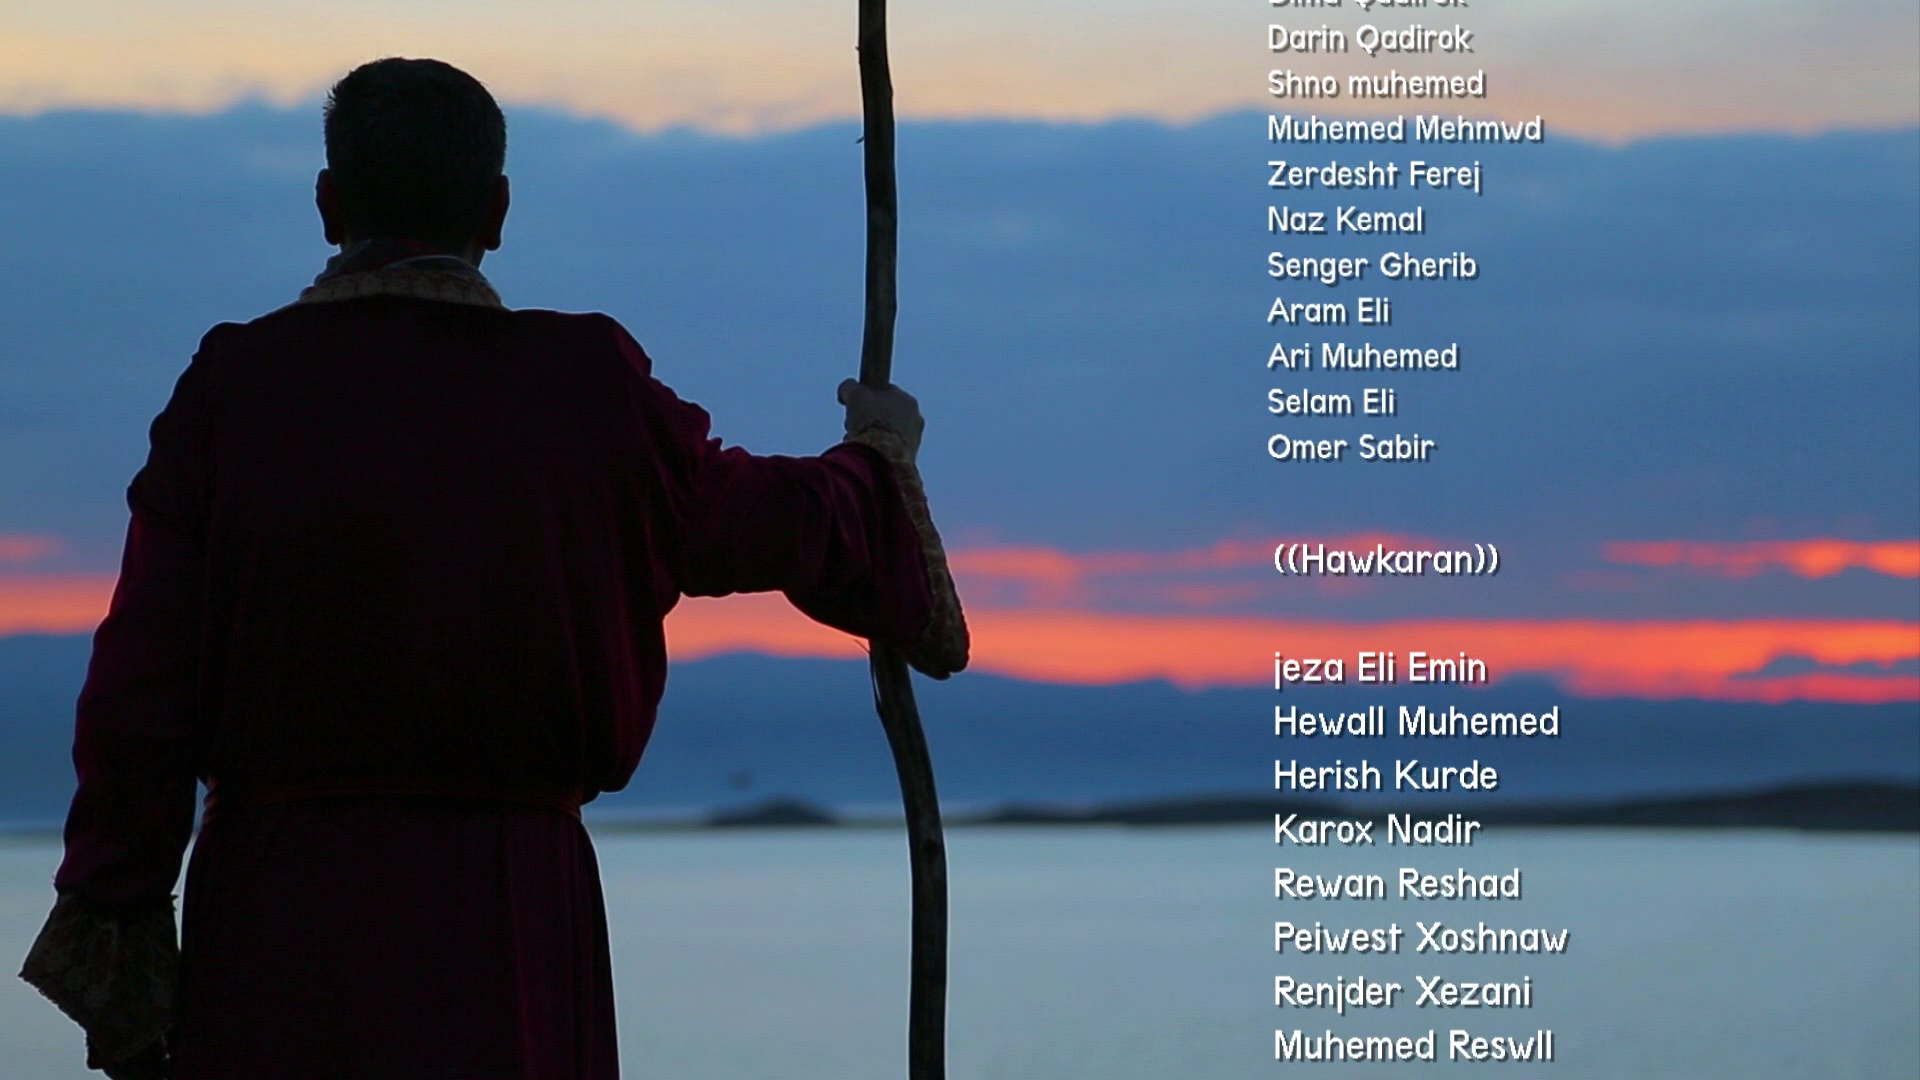 Darin Qadirok
Shno muhemed
Muhemed Mehmwd
Zerdesht Ferej
Naz Kemal
Senger Gherib
Aram Eli
Ari Muhemed
Selam Eli
Omer Sabir
((Hawkaran))
jeza Eli Emin
Hewall Muhemed
Herish Kurde
Karox Nadir
Rewan Reshad
Peiwest Xoshnaw
Renjder Xezani
Muhemed Reswll